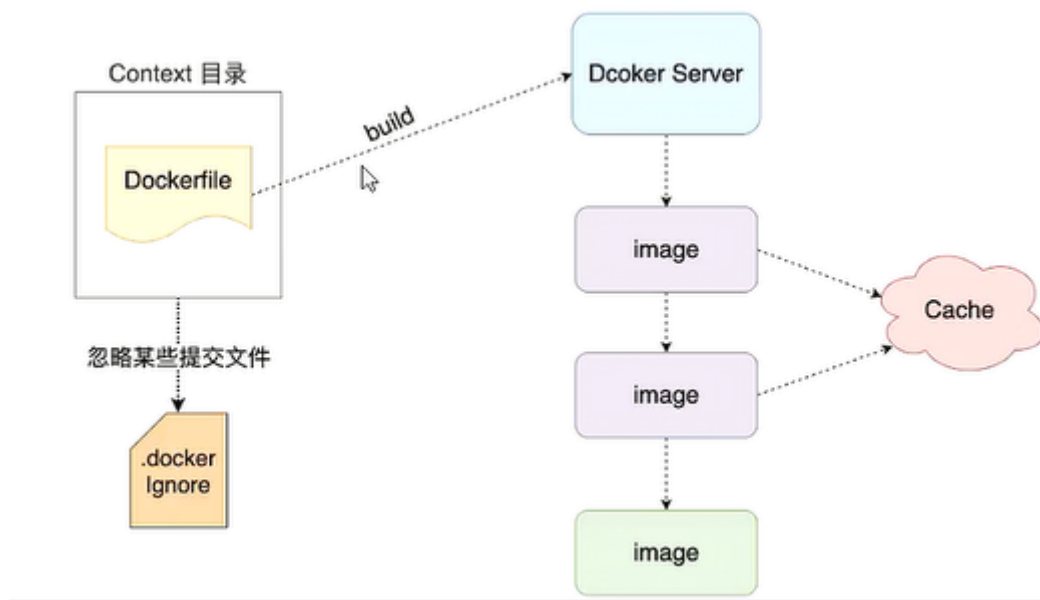 Context 目录
Dockerfile
build
Dcoker Server
image
image
Cache
image
忽略某些提交文件
.docker
Ignore